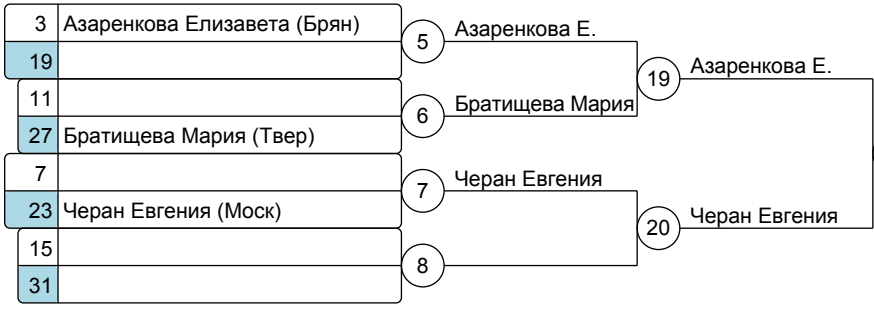 3 Азаренкова Елизавета (Брян)
19
11
27 Братищева Мария (Твер)
7
23 Черан Евгения (Моск)
15
31
5 Азаренкова Е.
6 Братищева Мария
7 Черан Евгения
8
19 Азаренкова Е.
20 Черан Евгения